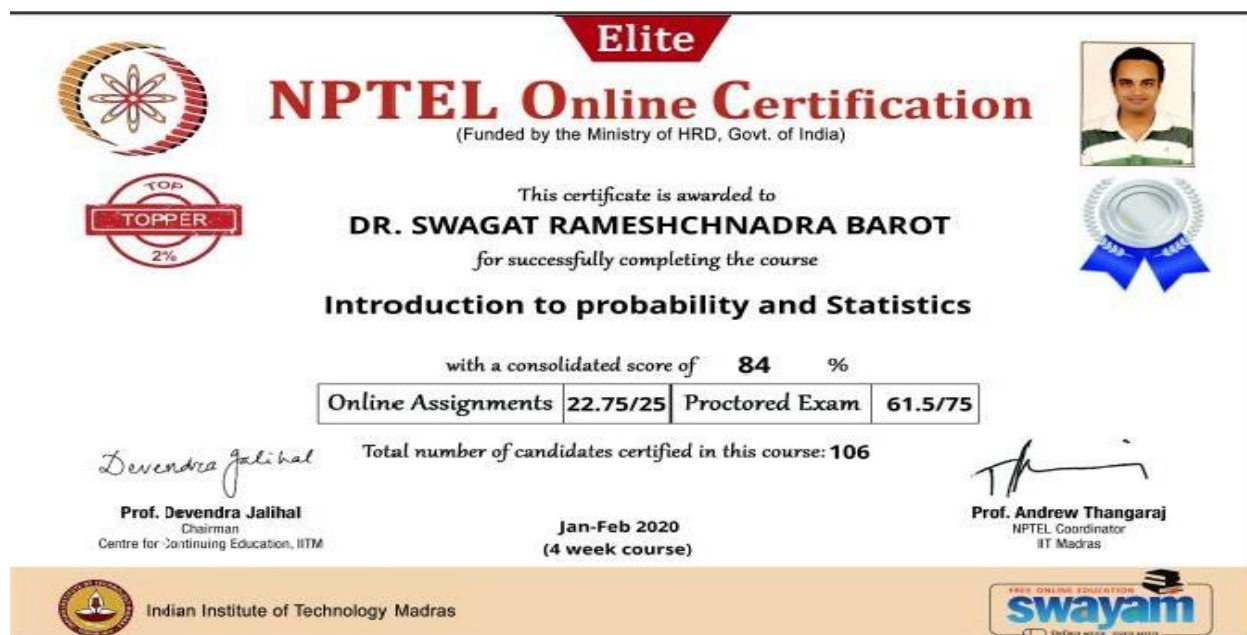 Elite
NPTEL Online Certification
(Funded by the Ministry of HRD, Govt. of India)
TOP
TOPPER
2%
This certificate is awarded to
DR. SWAGAT RAMESHCHNADRA BAROT
for successfully completing the course
Introduction to probability and Statistics
with a consolidated score of 84 %
Online Assignments 22.75/25 Proctored Exam 61.5/75
Total number of candidates certified in this course: 106
Devendra Jalihal
Prof. Devendra Jalihal
Chairman
Centre for Continuing Education, IITM
Jan-Feb 2020
(4 week course)
Prof. Andrew Thangaraj
NPTEL Coordinator
IIT Madras
Indian Institute of Technology Madras
FREE ONLINE EDUCATION
swayam